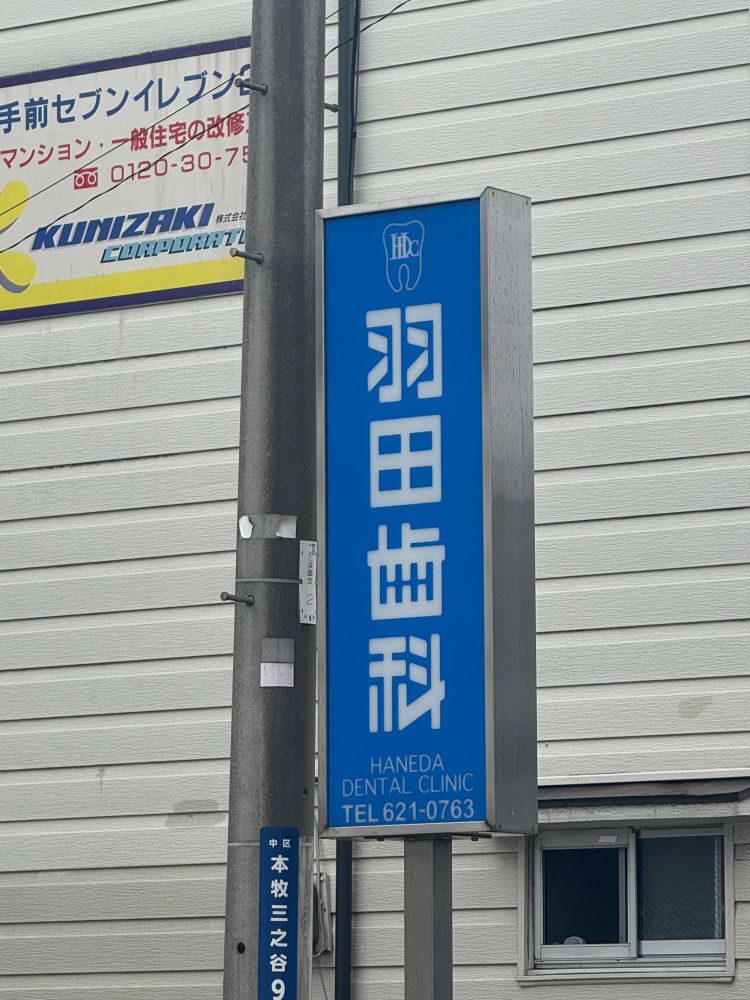 手前セブンイレブン
マンション・一般住宅の改修
0120-30-75
KUNIZAKI 株式会社
CORPORATI
HDC
羽田歯科
HANEDA
DENTAL CLINIC
TEL 621-0763
中区
本牧三之谷9